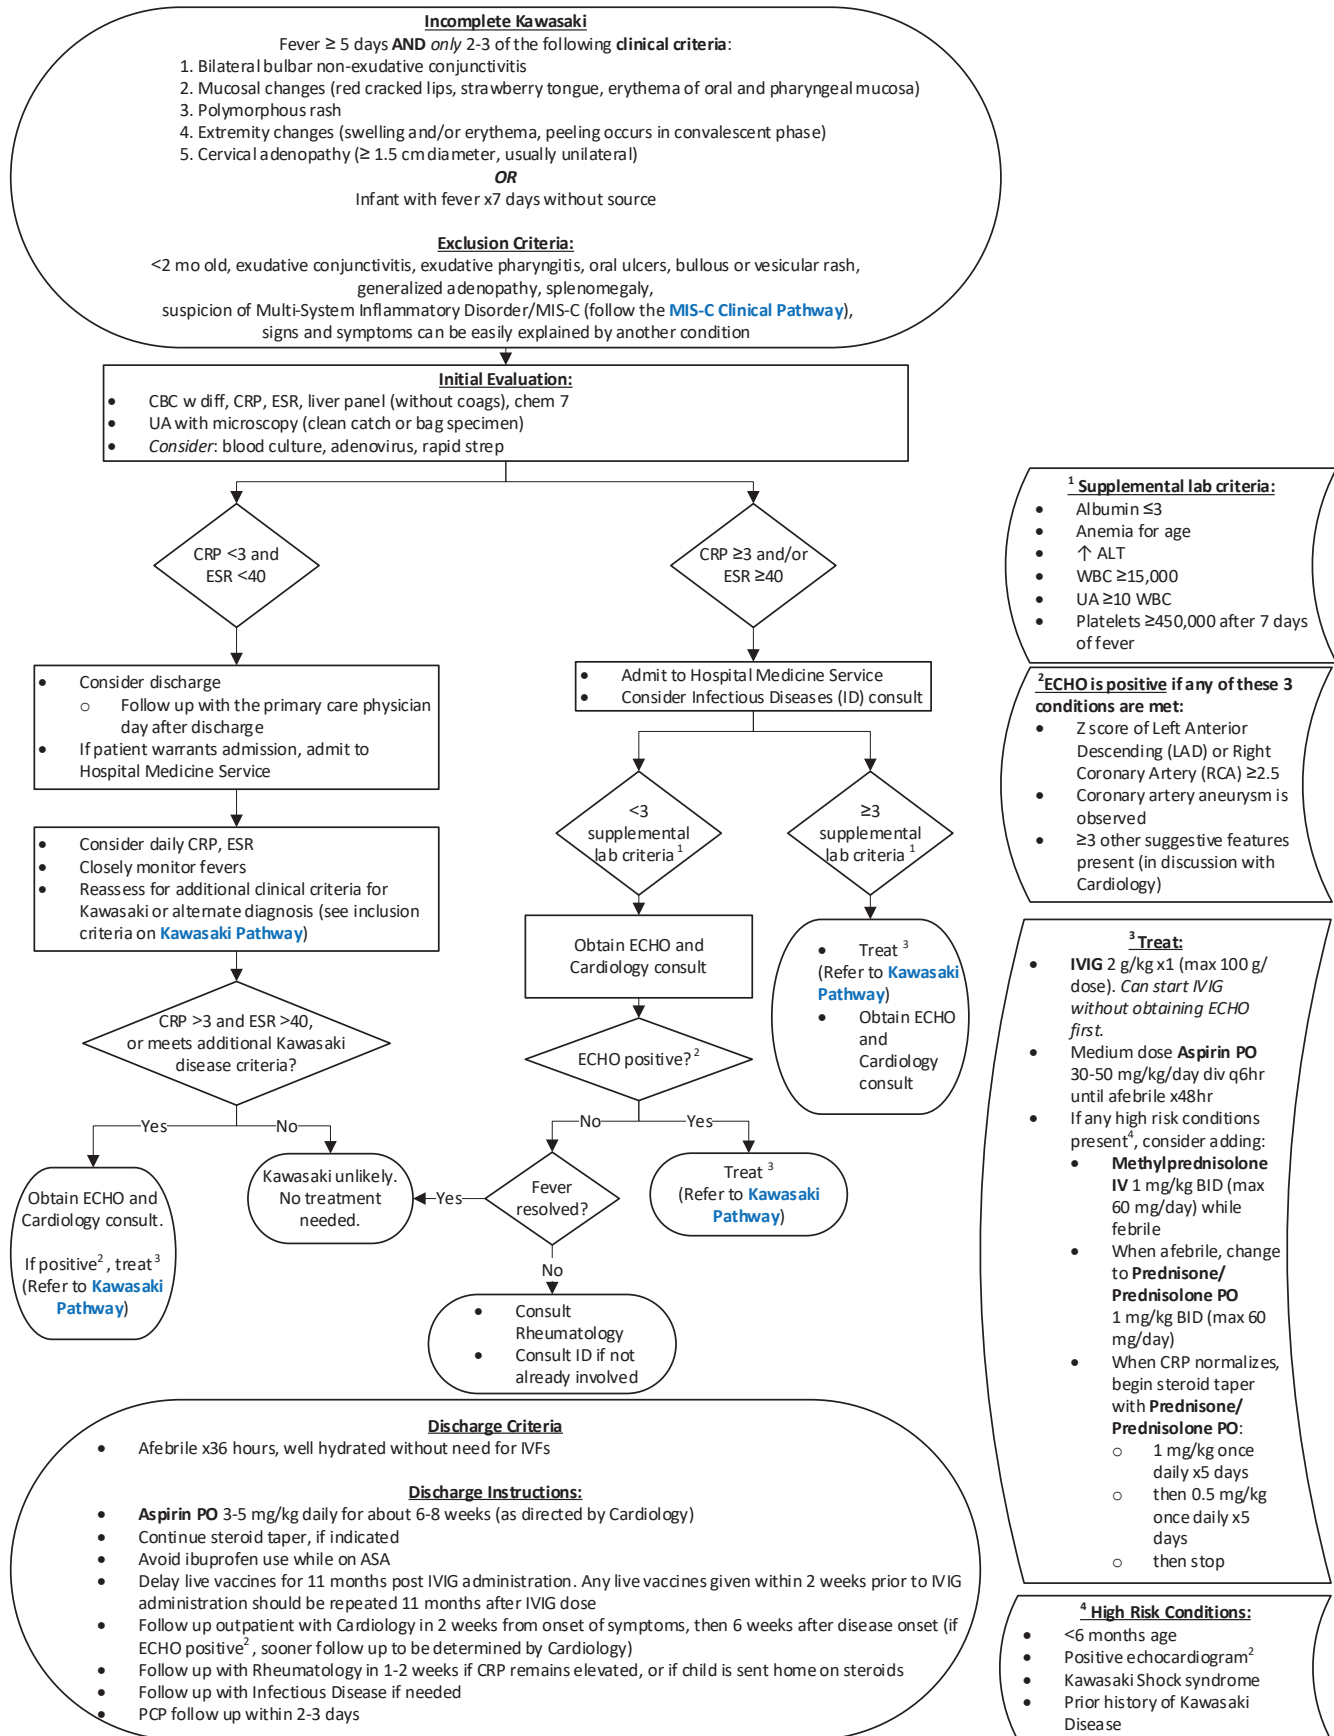 Incomplete Kawasaki
Fever ≥ 5 days AND only 2-3 of the following clinical criteria:
1. Bilateral bulbar non-exudative conjunctivitis
2. Mucosal changes (red cracked lips, strawberry tongue, erythema of oral and pharyngeal mucosa)
3. Polymorphous rash
4. Extremity changes (swelling and/or erythema, peeling occurs in convalescent phase)
5. Cervical adenopathy (≥ 1.5 cm diameter, usually unilateral)
OR
Infant with fever x7 days without source
Exclusion Criteria:
<2 mo old, exudative conjunctivitis, exudative pharyngitis, oral ulcers, bullous or vesicular rash,
generalized adenopathy, splenomegaly,
suspicion of Multi-System Inflammatory Disorder/MIS-C (follow the MIS-C Clinical Pathway),
signs and symptoms can be easily explained by another condition
Initial Evaluation:
• CBC w diff, CRP, ESR, liver panel (without coags), chem 7
• UA with microscopy (clean catch or bag specimen)
• Consider: blood culture, adenovirus, rapid strep
CRP <3 and
ESR <40
CRP ≥3 and/or
ESR ≥40
• Consider discharge
o Follow up with the primary care physician
day after discharge
• If patient warrants admission, admit to
Hospital Medicine Service
• Admit to Hospital Medicine Service
• Consider Infectious Diseases (ID) consult
• Consider daily CRP, ESR
• Closely monitor fevers
• Reassess for additional clinical criteria for
Kawasaki or alternate diagnosis (see inclusion
criteria on Kawasaki Pathway)
<3
supplemental
lab criteria 1
≥3
supplemental
lab criteria 1
Obtain ECHO and
Cardiology consult
• Treat 3
(Refer to Kawasaki
Pathway)
• Obtain ECHO
and
Cardiology
consult
CRP >3 and ESR >40,
or meets additional Kawasaki
disease criteria?
ECHO positive? 2
Yes
No
No
Yes
Obtain ECHO and
Cardiology consult.
If positive2 , treat3
(Refer to Kawasaki
Pathway)
Kawasaki unlikely.
No treatment
needed.
Yes
Fever
resolved?
Treat 3
(Refer to Kawasaki
Pathway)
No
• Consult
Rheumatology
• Consult ID if not
already involved
Discharge Criteria
• Afebrile x36 hours, well hydrated without need for IVFs
Discharge Instructions:
• Aspirin PO 3-5 mg/kg daily for about 6-8 weeks (as directed by Cardiology)
• Continue steroid taper, if indicated
• Avoid ibuprofen use while on ASA
• Delay live vaccines for 11 months post IVIG administration. Any live vaccines given within 2 weeks prior to IVIG
administration should be repeated 11 months after IVIG dose
• Follow up outpatient with Cardiology in 2 weeks from onset of symptoms, then 6 weeks after disease onset (if
ECHO positive2 , sooner follow up to be determined by Cardiology)
• Follow up with Rheumatology in 1-2 weeks if CRP remains elevated, or if child is sent home on steroids
• Follow up with Infectious Disease if needed
• PCP follow up within 2-3 days
1 Supplemental lab criteria:
• Albumin ≤3
• Anemia for age
• ↑ ALT
• WBC ≥15,000
• UA ≥10 WBC
• Platelets ≥450,000 after 7 days
of fever
2ECHO is positive if any of these 3
conditions are met:
• Z score of Left Anterior
Descending (LAD) or Right
Coronary Artery (RCA) ≥2.5
• Coronary artery aneurysm is
observed
• ≥3 other suggestive features
present (in discussion with
Cardiology)
3 Treat:
• IVIG 2 g/kg x1 (max 100 g/
dose). Can start IVIG
without obtaining ECHO
first.
• Medium dose Aspirin PO
30-50 mg/kg/day div q6hr
until afebrile x48hr
• If any high risk conditions
present4, consider adding:
• Methylprednisolone
IV 1 mg/kg BID (max
60 mg/day) while
febrile
• When afebrile, change
to Prednisone/
Prednisolone PO
1 mg/kg BID (max 60
mg/day)
• When CRP normalizes,
begin steroid taper
with Prednisone/
Prednisolone PO:
o 1 mg/kg once
daily x5 days
o then 0.5 mg/kg
once daily x5
days
o then stop
4 High Risk Conditions:
• <6 months age
• Positive echocardiogram2
• Kawasaki Shock syndrome
• Prior history of Kawasaki
Disease